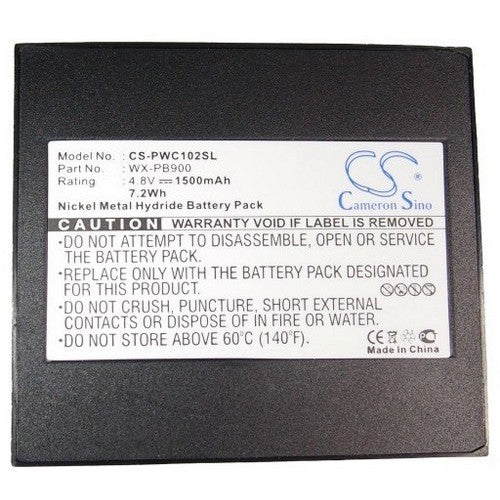 Model No. : CS-PWC102SL
Part No. : WX-PB900
Rating : 4.8V 1500mAh
7.2Wh
Nickel Metal Hydride Battery Pack
CS
Cameron Sino
CAUTION WARRANTY VOID IF LABEL IS REMOVED
•DO NOT ATTEMPT TO DISASSEMBLE, OR OPEN
THE BATTERY PACK.
•REPLACE ONLY WITH THE BATTERY PACK DESIGNED
FOR THIS PRODUCT.
•DO NOT CRUSH, PUNCTURE, SHORT EXTERNAL
CONTACTS OR DISPOSE OF IN FIRE OR WATER.
•DO NOT STORE ABOVE 60℃ (140℉)
CE
Made in China